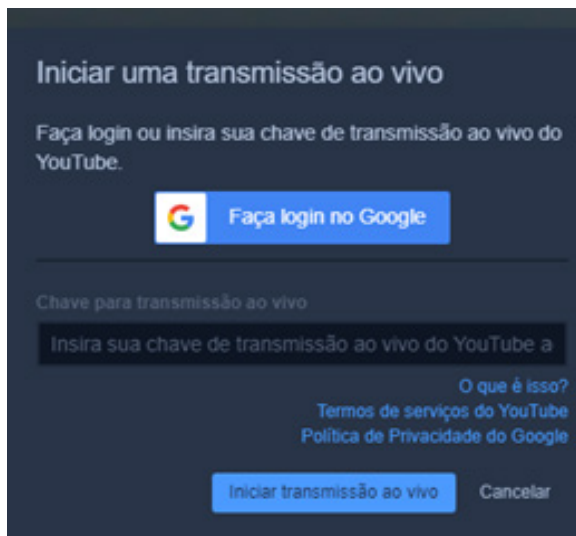 Iniciar uma transmissão ao vivo
Faça login ou insira sua chave de transmissão ao vivo do
YouTube.
Faça login no Google
Chave para transmissão ao vivo
Insira sua chave de transmissão ao vivo do YouTube a
O que é isso?
Termos de serviços do YouTube
Política de Privacidade do Google
Iniciar transmissão ao vivo
Cancelar